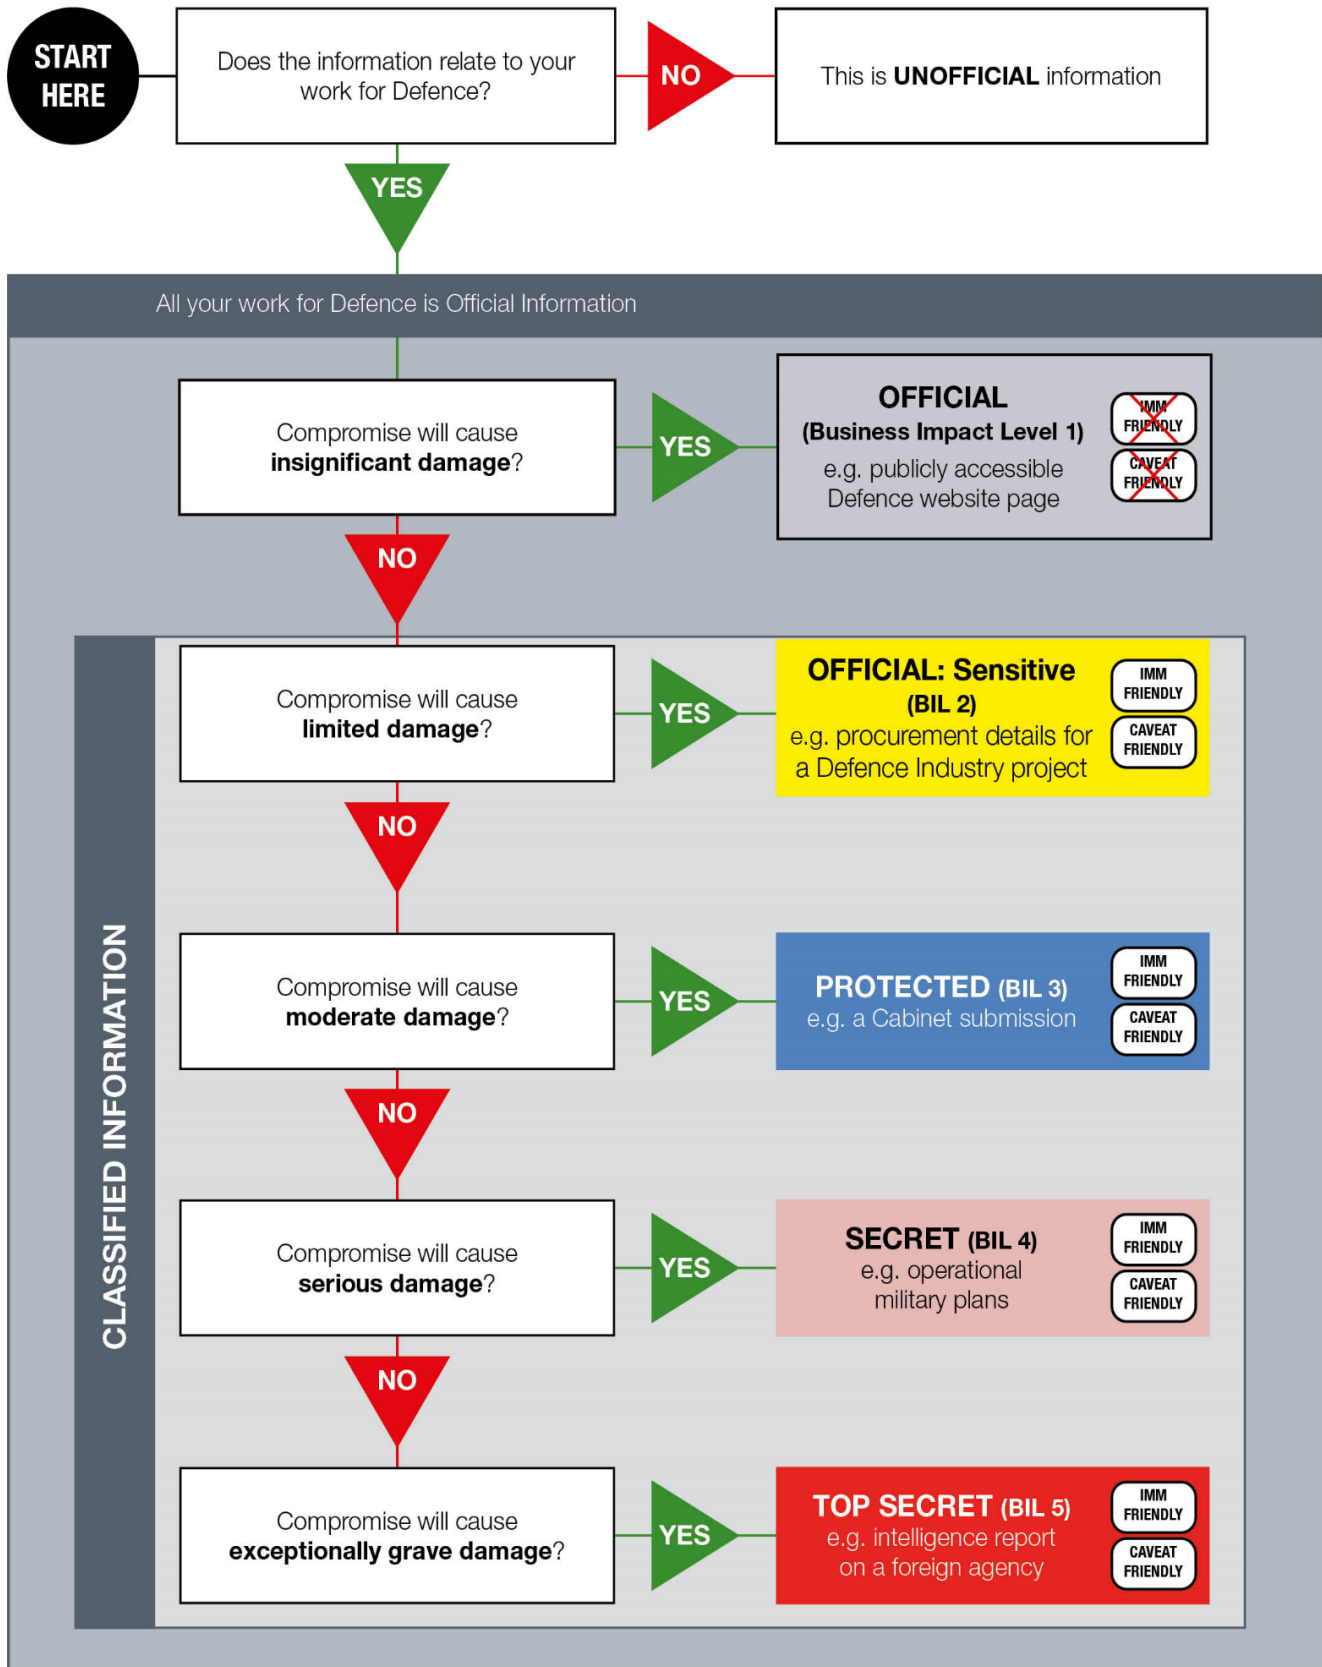 START
HERE
Does the information relate to your
work for Defence?
NO
This is UNOFFICIAL information
YES
All your work for Defence is Official Information
Compromise will cause
insignificant damage?
YES
OFFICIAL
(Business Impact Level 1)
e.g. publicly accessible
Defence website page
IMM
FRIENDLY
CAVEAT
FRIENDLY
NO
CLASSIFIED INFORMATION
Compromise will cause
limited damage?
YES
OFFICIAL: Sensitive
(BIL 2)
e.g. procurement details for
a Defence Industry project
IMM
FRIENDLY
CAVEAT
FRIENDLY
NO
Compromise will cause
moderate damage?
YES
PROTECTED (BIL 3)
e.g. a Cabinet submission
IMM
FRIENDLY
CAVEAT
FRIENDLY
NO
Compromise will cause
serious damage?
YES
SECRET (BIL 4)
e.g. operational
military plans
IMM
FRIENDLY
CAVEAT
FRIENDLY
NO
Compromise will cause
exceptionally grave damage?
YES
TOP SECRET (BIL 5)
e.g. intelligence report
on a foreign agency
IMM
FRIENDLY
CAVEAT
FRIENDLY